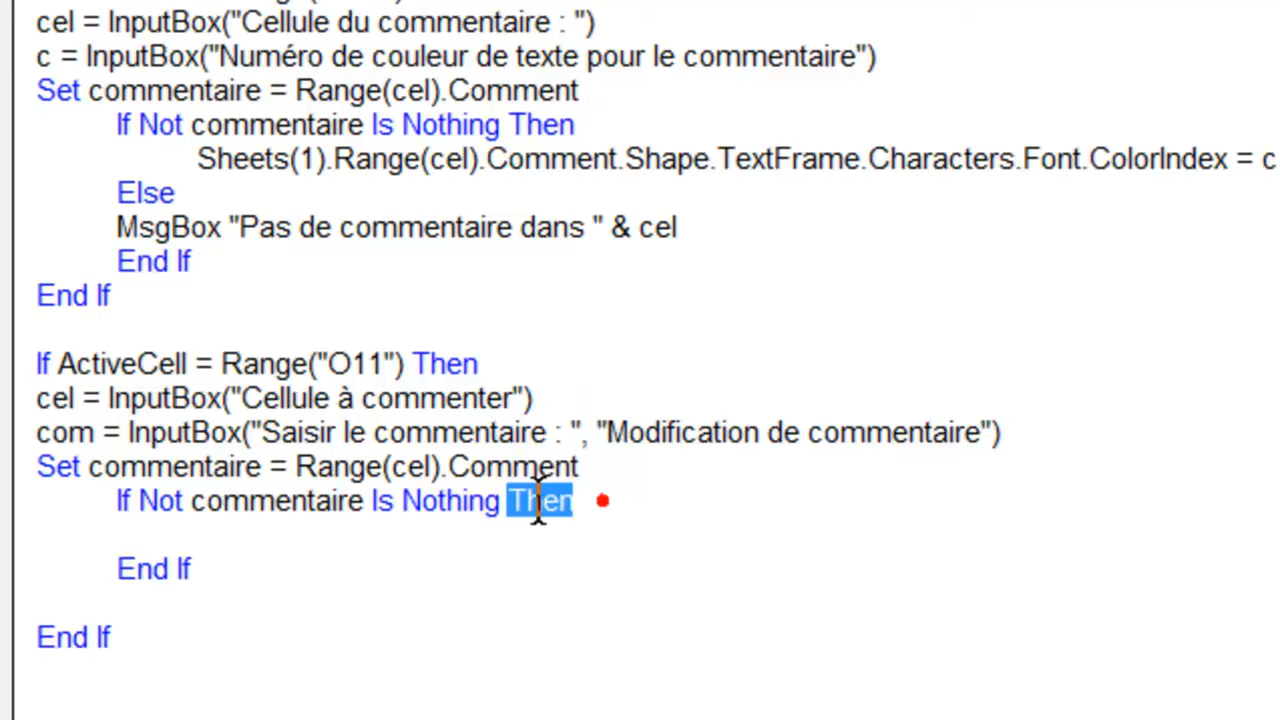 cel = InputBox("Cellule du commentaire : ")
c = InputBox("Numéro de couleur de texte pour le commentaire")
Set commentaire = Range(cel).Comment
If Not commentaire Is Nothing Then
Sheets(1).Range(cel).Comment.Shape.TextFrame.Characters.Font.ColorIndex = c
Else
MsgBox "Pas de commentaire dans " & cel
End If
End If
If ActiveCell = Range("O11") Then
cel = InputBox("Cellule à commenter")
com = InputBox("Saisir le commentaire : ", "Modification de commentaire")
Set commentaire = Range(cel).Comment
If Not commentaire Is Nothing Then
End If
End If